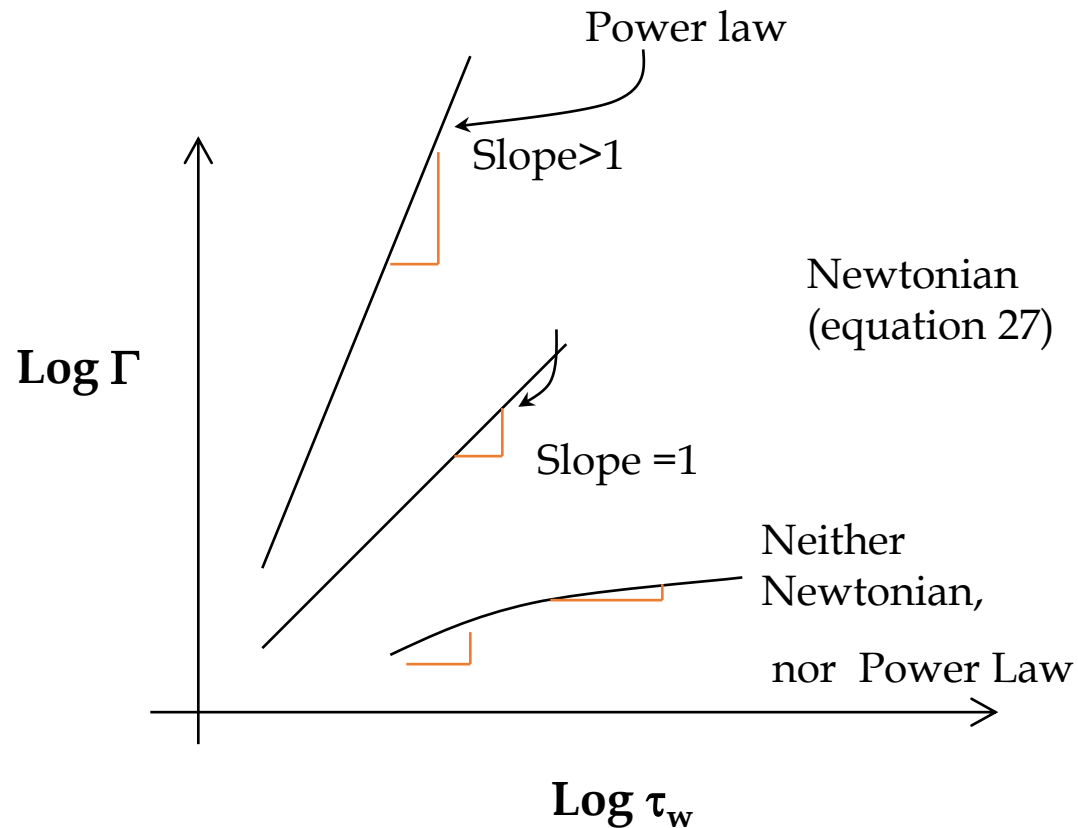 Power law
Slope>1
Newtonian
(equation 27)
Log Γ
Slope =1
Neither
Newtonian,
nor Power Law
Log τw